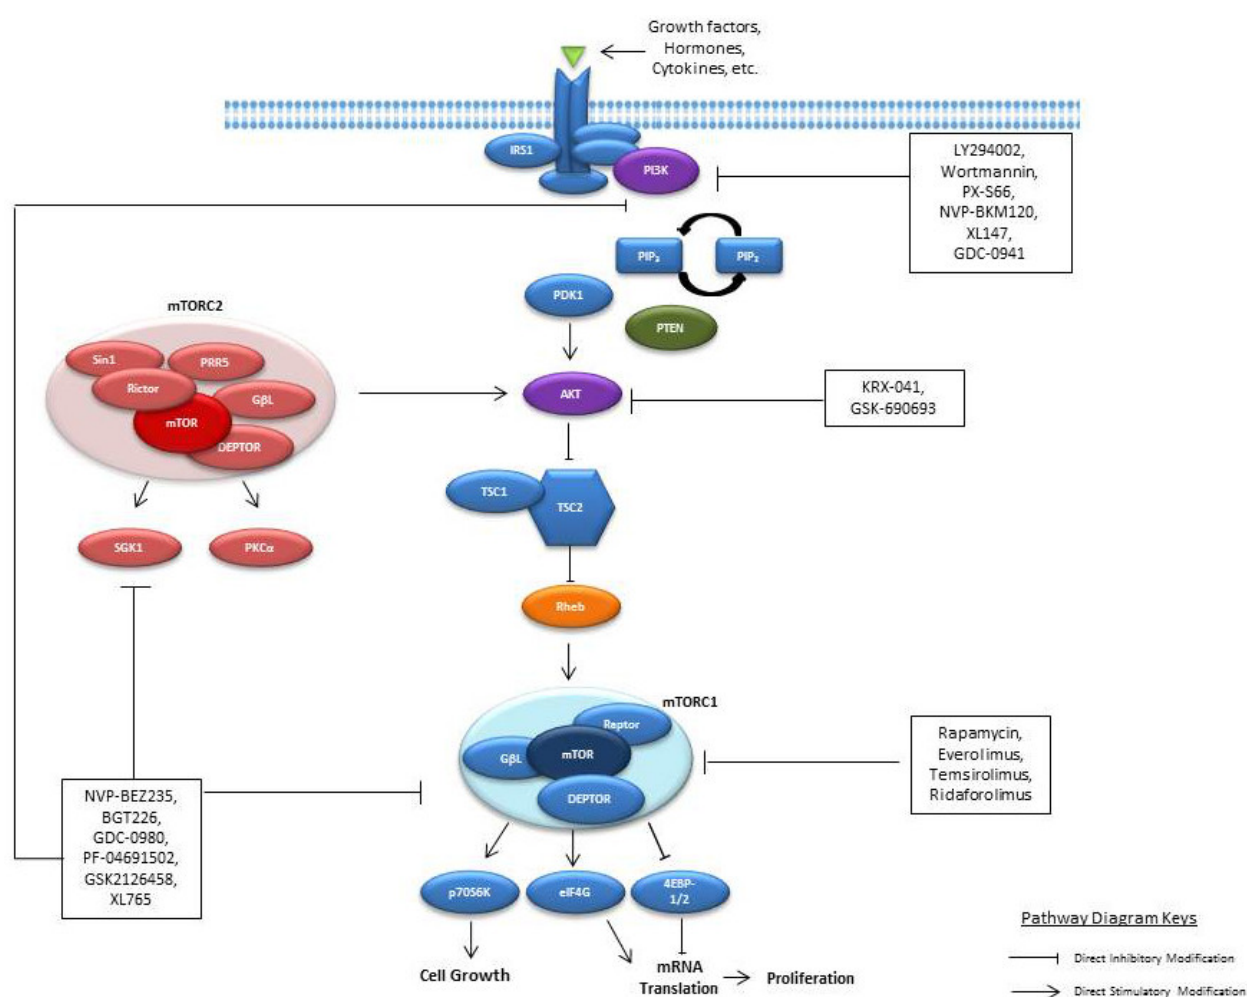 Growth factors,
Hormones,
Cytokines, etc.
IRS1
PI3K
LY294002,
Wortmannin,
PX-S66,
NVP-BKM120,
XL147,
GDC-0941
PIP₃
PIP₂
PDK1
PTEN
mTORC2
Sin1
PRR5
Rictor
GβL
mTOR
DEPTOR
AKT
KRX-041,
GSK-690693
TSC1
TSC2
SGK1
PKCα
Rheb
mTORC1
Raptor
GβL
mTOR
DEPTOR
Rapamycin,
Everolimus,
Temsirolimus,
Ridaforolimus
NVP-BEZ235,
BGT226,
GDC-0980,
PF-04691502,
GSK2126458,
XL765
p70S6K
eIF4G
4EBP-
1/2
Cell Growth
mRNA
Translation
Proliferation
Pathway Diagram Keys
Direct Inhibitory Modification
Direct Stimulatory Modification